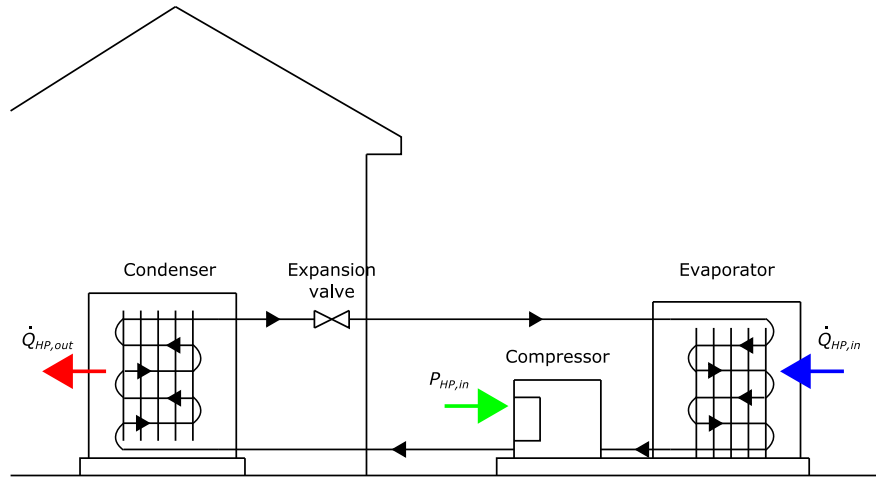 Condenser
Expansion
valve
Evaporator
Q̇HP,out
Compressor
Q̇HP,in
PHP,in